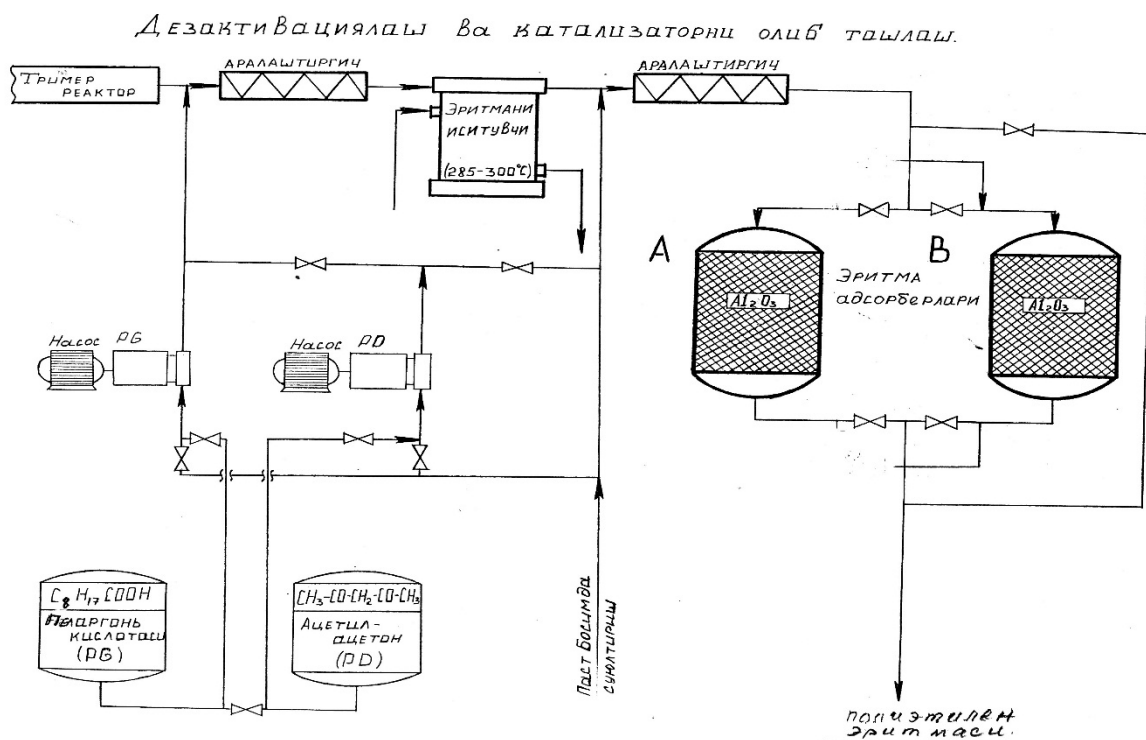 Дезактивациялаш ва катализаторни олиб ташлаш.
Тример
реактор
Аралаштиргич
Эритмани
иситувчи
(285-300°C)
Аралаштиргич
A
B
Эритма
адсорберлари
Al₂O₃
Al₂O₃
Насос
PG
Насос
PD
C₈H₁₇COOH
Пеларгонь
кислотаси
(PG)
CH₃-CO-CH₂-CO-CH₃
Ацетил-
ацетон
(PD)
Паст босимда
суюлтириш
полиэтилен
эритмаси.